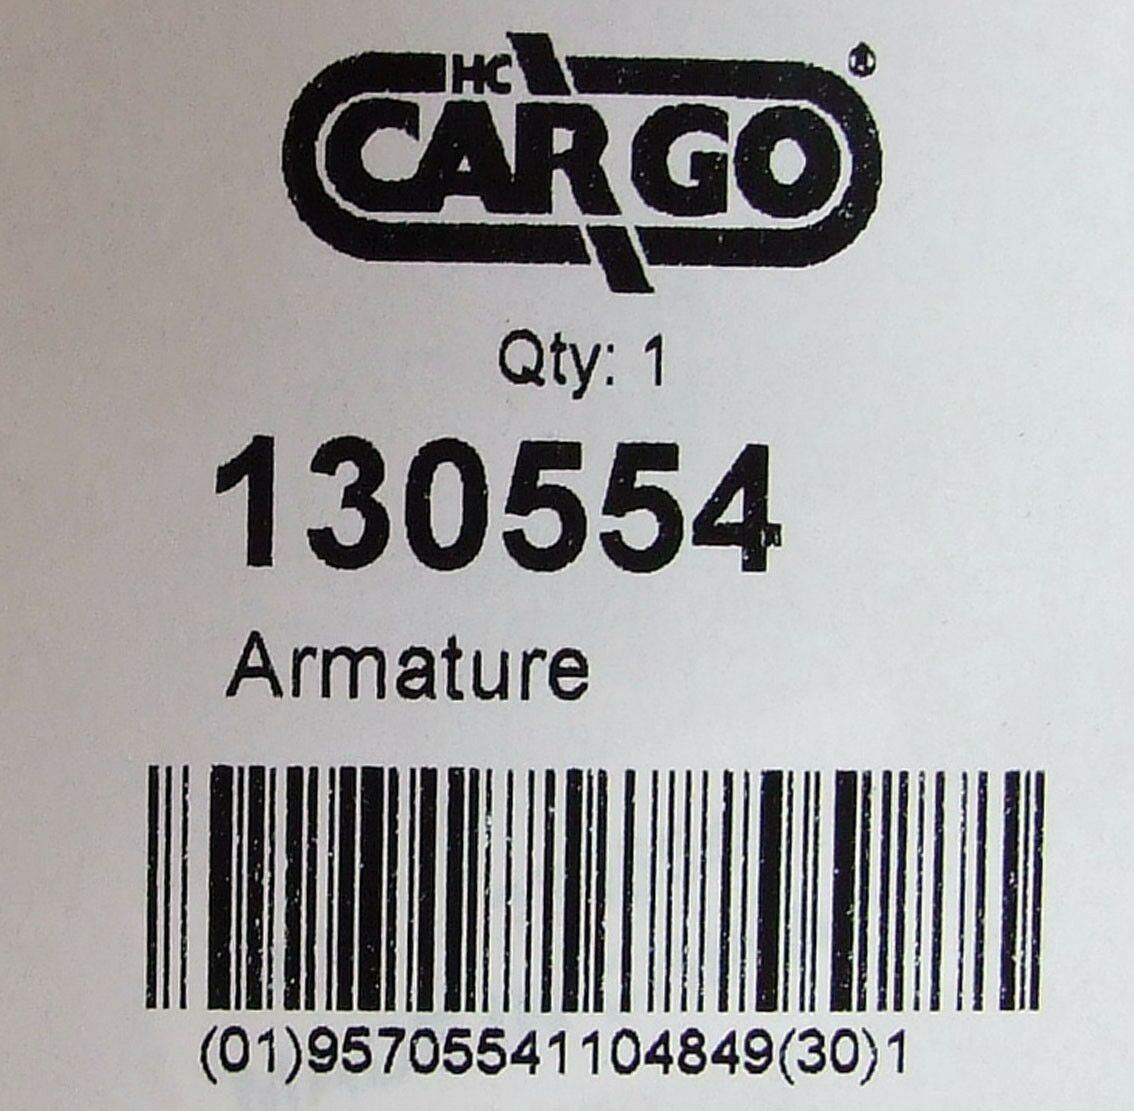 HC
CARGO®
Qty: 1
130554
Armature
(01)95705541104849(30)1